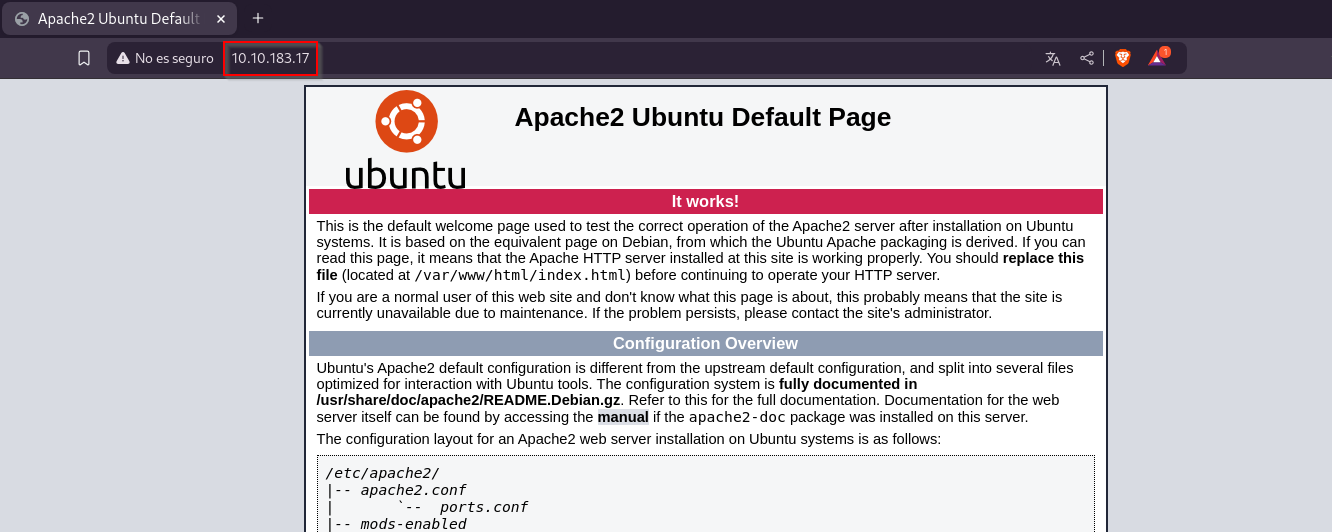 Apache2 Ubuntu Default
No es seguro 10.10.183.17
1
ubuntu
Apache2 Ubuntu Default Page
It works!
This is the default welcome page used to test the correct operation of the Apache2 server after installation on Ubuntu
systems. It is based on the equivalent page on Debian, from which the Ubuntu Apache packaging is derived. If you can
read this page, it means that the Apache HTTP server installed at this site is working properly. You should replace this
file (located at /var/www/html/index.html) before continuing to operate your HTTP server.
If you are a normal user of this web site and don't know what this page is about, this probably means that the site is
currently unavailable due to maintenance. If the problem persists, please contact the site's administrator.
Configuration Overview
Ubuntu's Apache2 default configuration is different from the upstream default configuration, and split into several files
optimized for interaction with Ubuntu tools. The configuration system is fully documented in
/usr/share/doc/apache2/README.Debian.gz. Refer to this for the full documentation. Documentation for the web
server itself can be found by accessing the manual if the apache2-doc package was installed on this server.
The configuration layout for an Apache2 web server installation on Ubuntu systems is as follows:
/etc/apache2/
|-- apache2.conf
|       `--  ports.conf
|-- mods-enabled